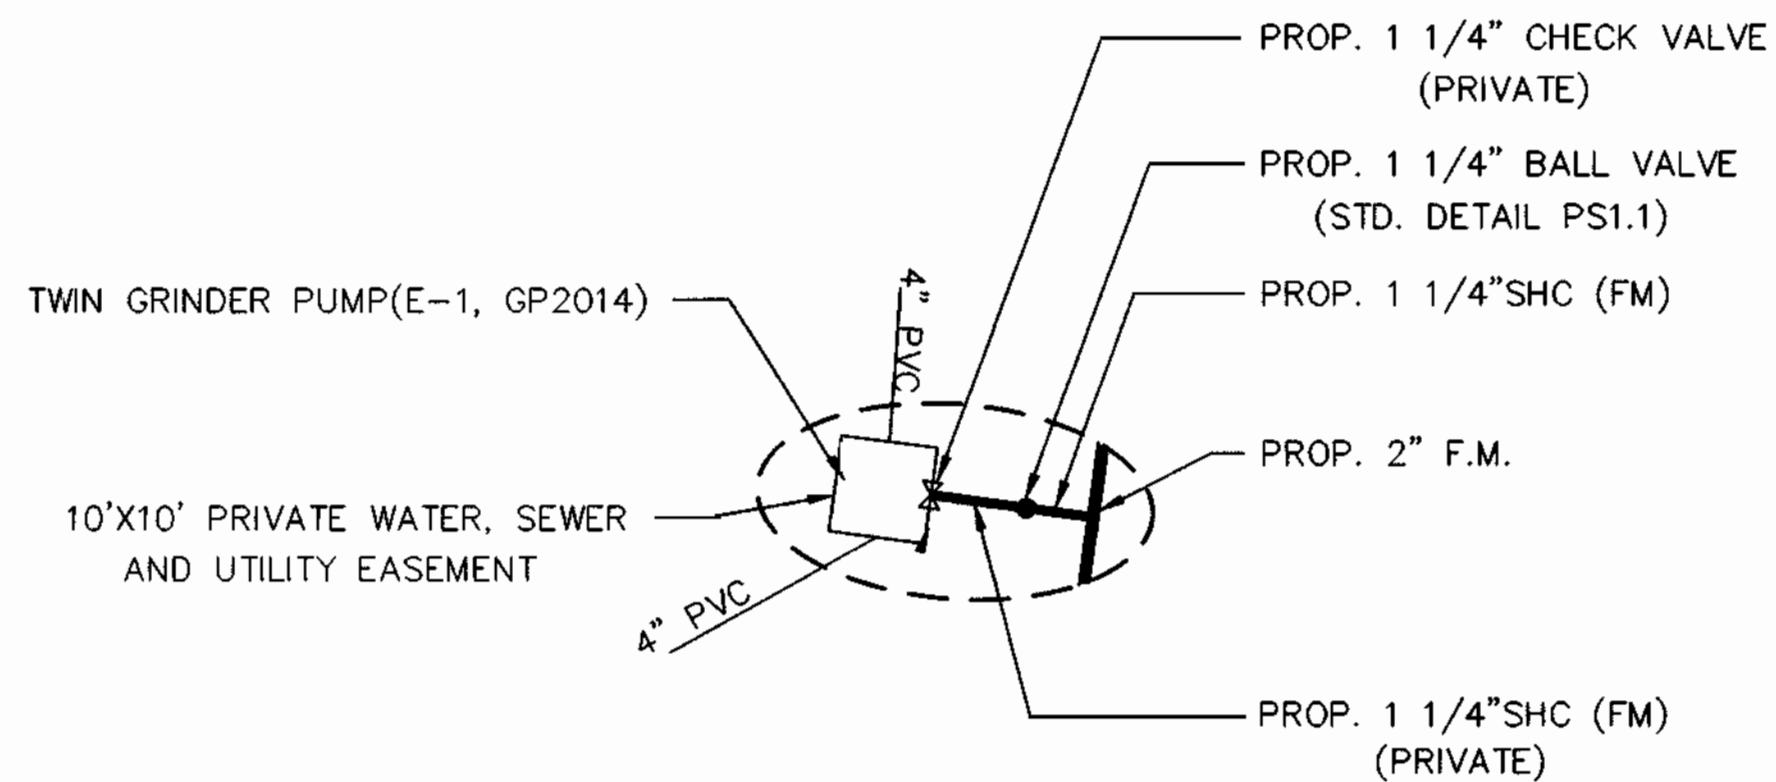 PROP. 1 1/4" CHECK VALVE
(PRIVATE)
PROP. 1 1/4" BALL VALVE
(STD. DETAIL PS1.1)
TWIN GRINDER PUMP(E-1, GP2014)
4" PVC
PROP. 1 1/4"SHC (FM)
PROP. 2" F.M.
10'X10' PRIVATE WATER, SEWER
AND UTILITY EASEMENT
4" PVC
PROP. 1 1/4"SHC (FM)
(PRIVATE)